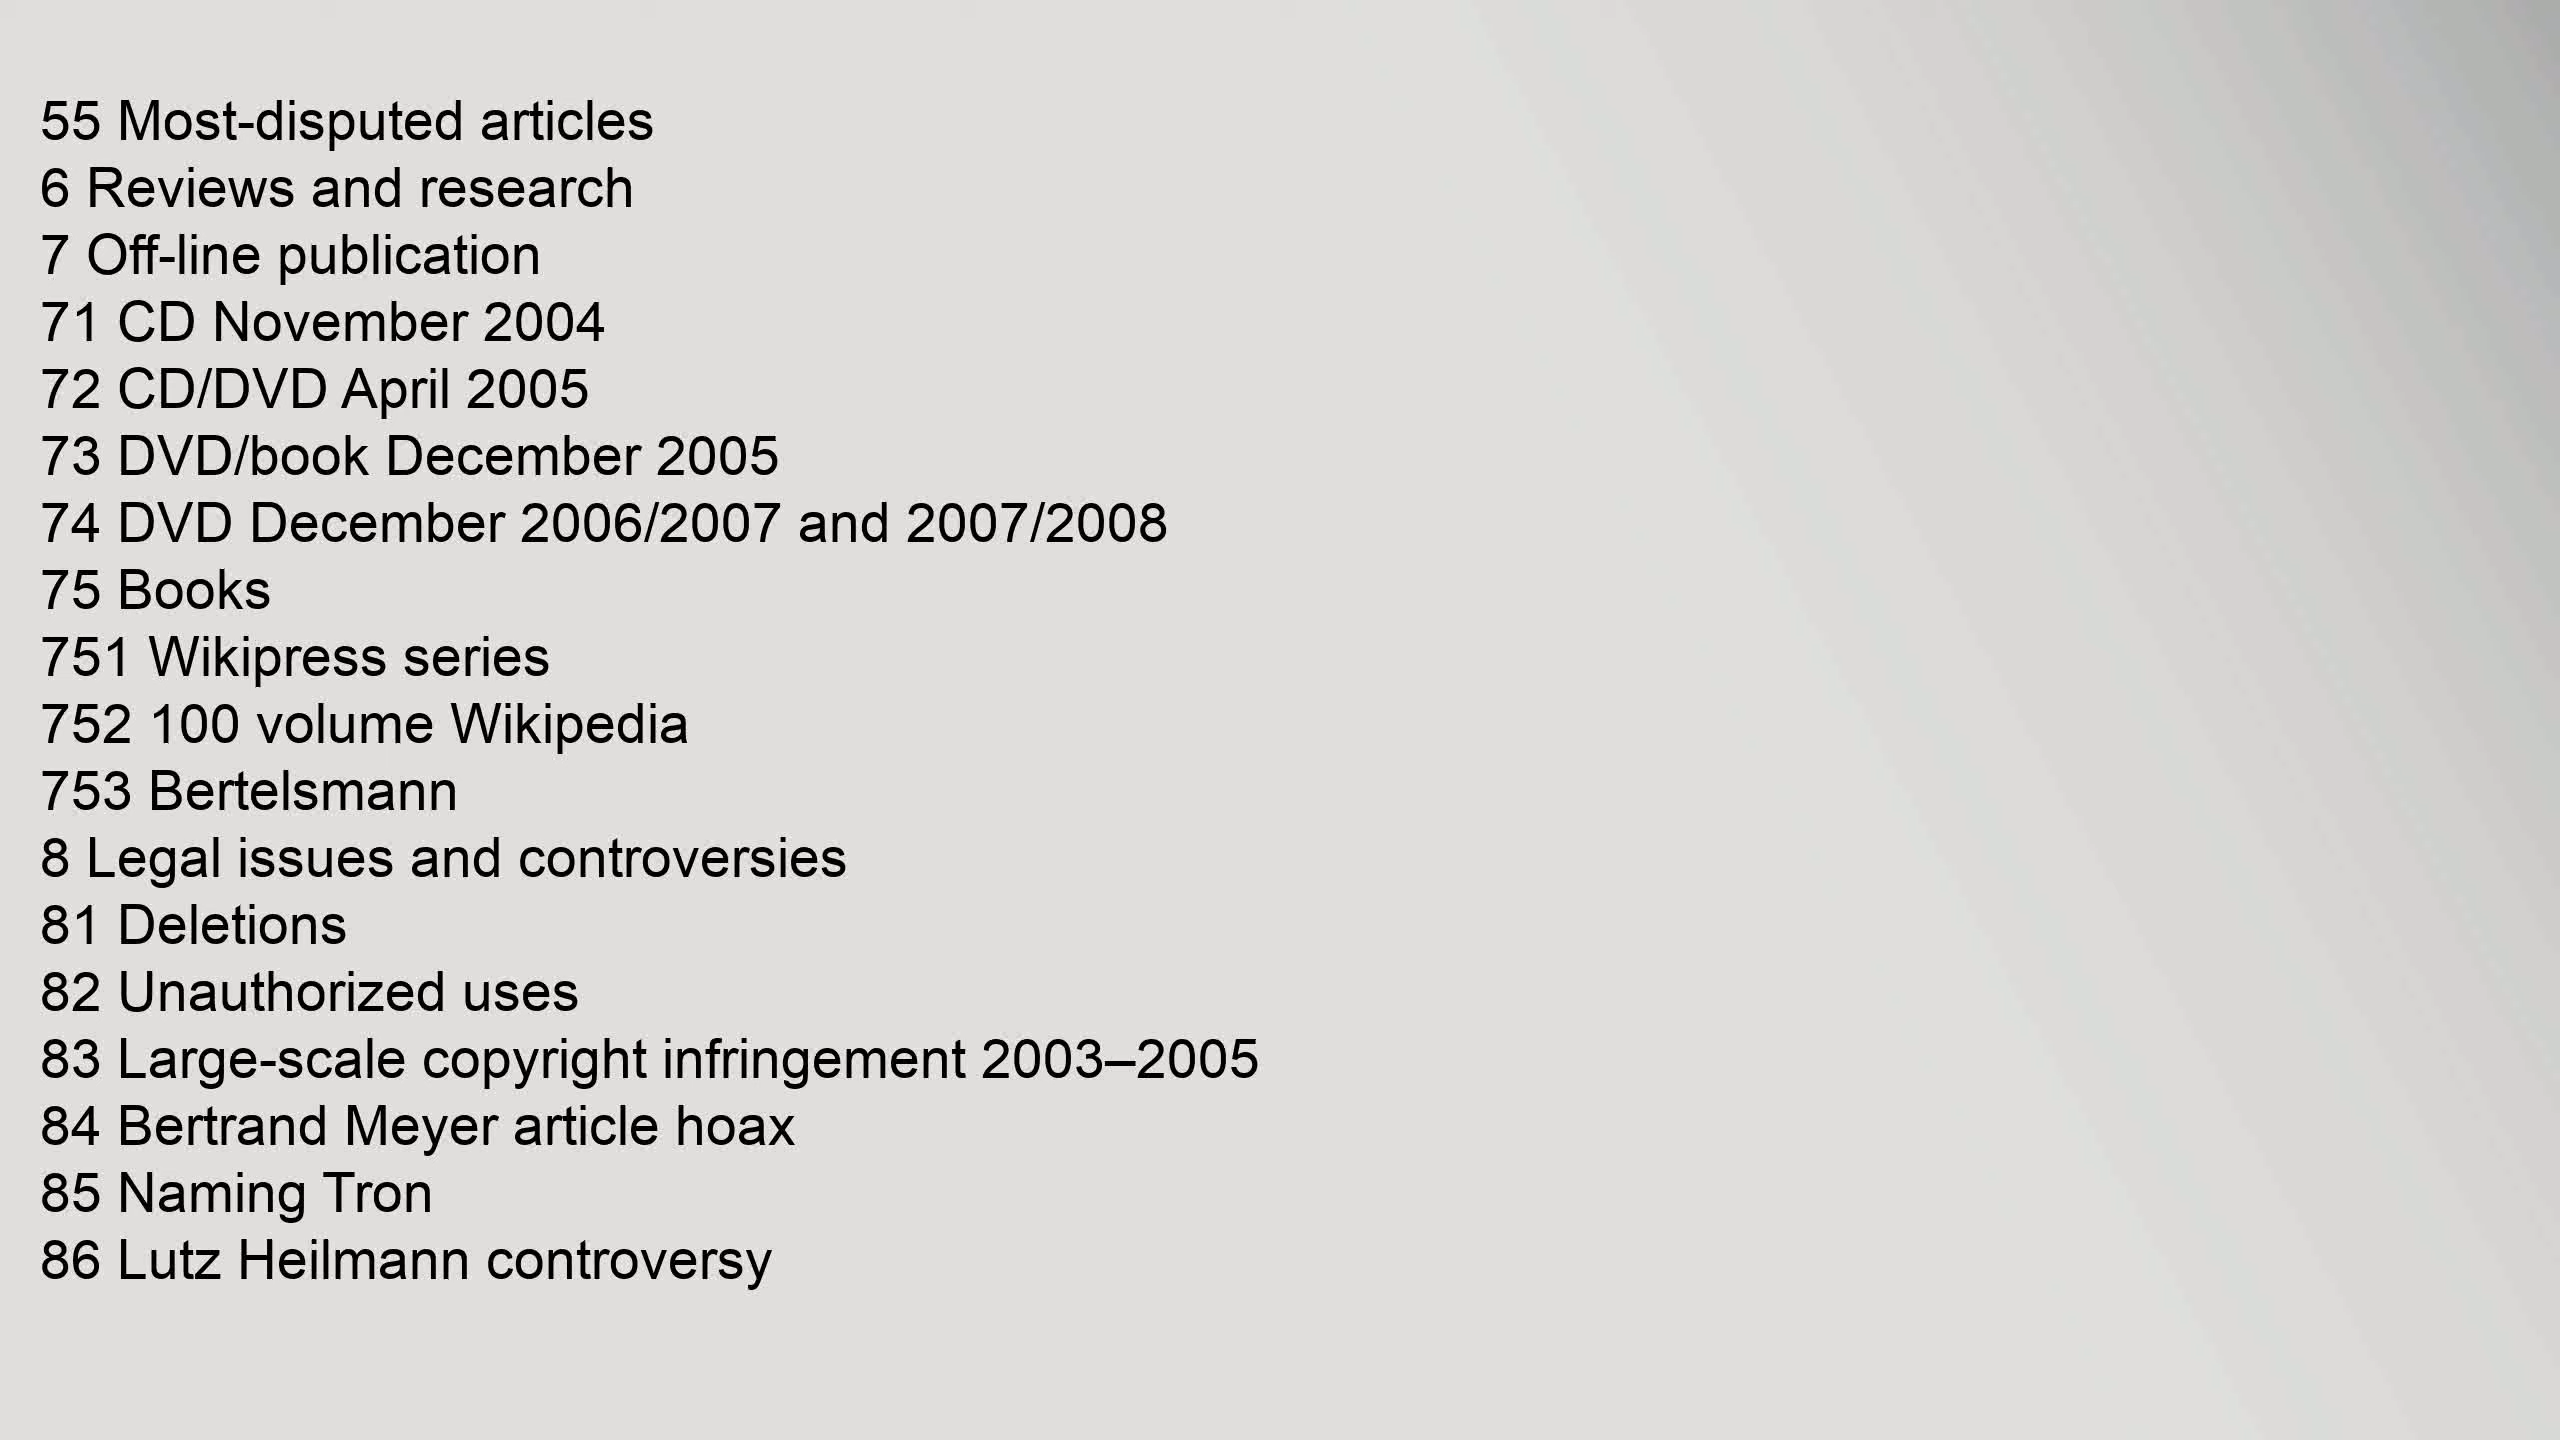 55 Most-disputed articles
6 Reviews and research
7 Off-line publication
71 CD November 2004
72 CD/DVD April 2005
73 DVD/book December 2005
74 DVD December 2006/2007 and 2007/2008
75 Books
751 Wikipress series
752 100 volume Wikipedia
753 Bertelsmann
8 Legal issues and controversies
81 Deletions
82 Unauthorized uses
83 Large-scale copyright infringement 2003–2005
84 Bertrand Meyer article hoax
85 Naming Tron
86 Lutz Heilmann controversy